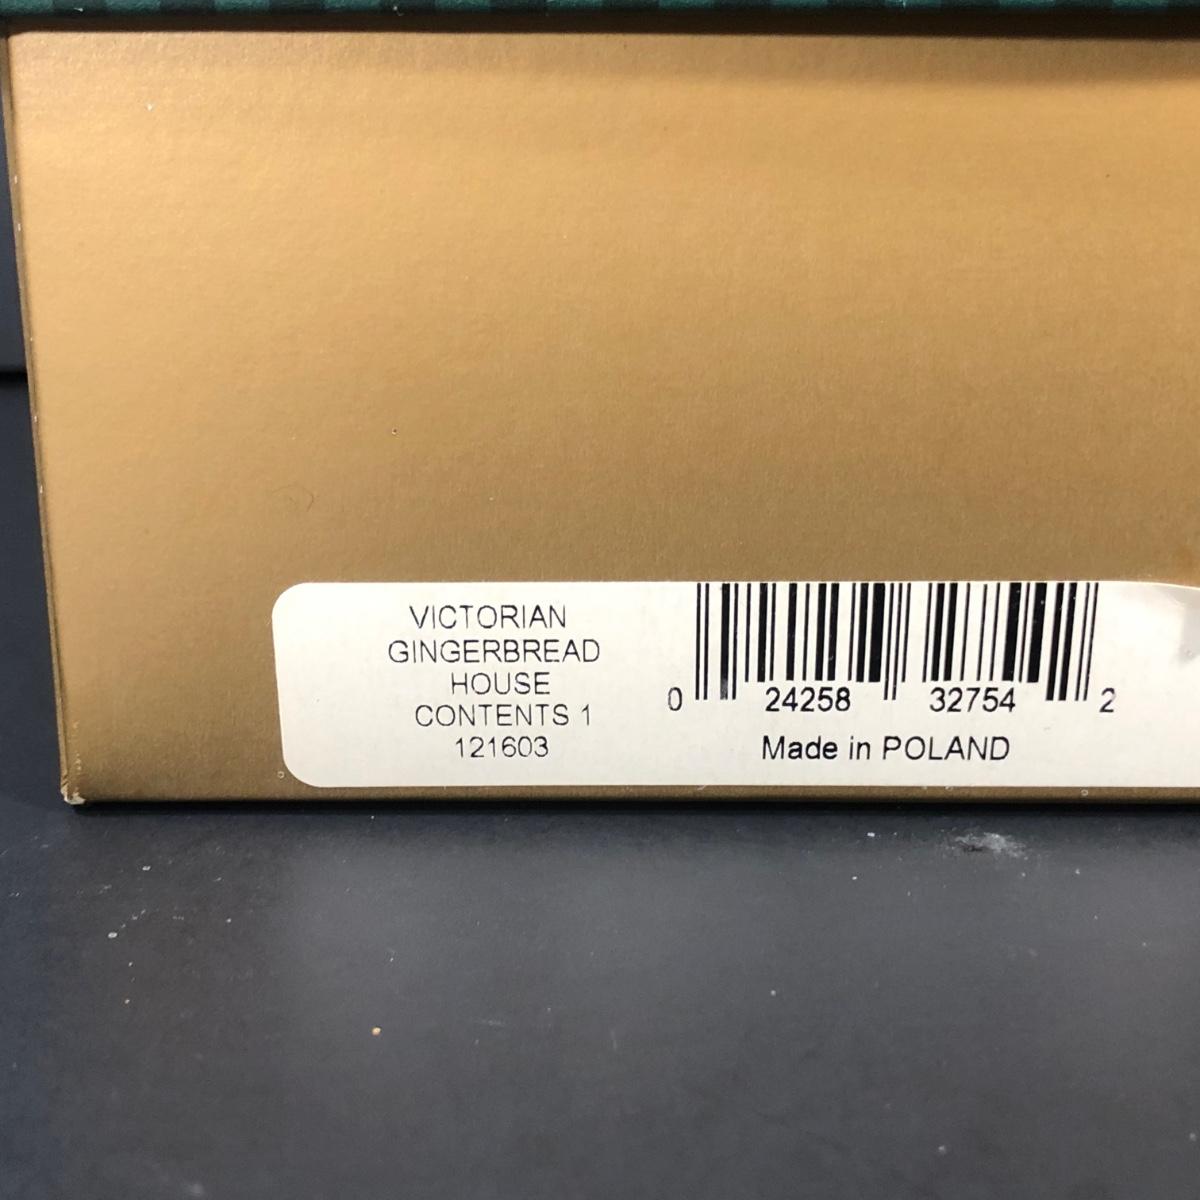 VICTORIAN
GINGERBREAD
HOUSE
CONTENTS 1
121603
0 24258 32754 2
Made in POLAND